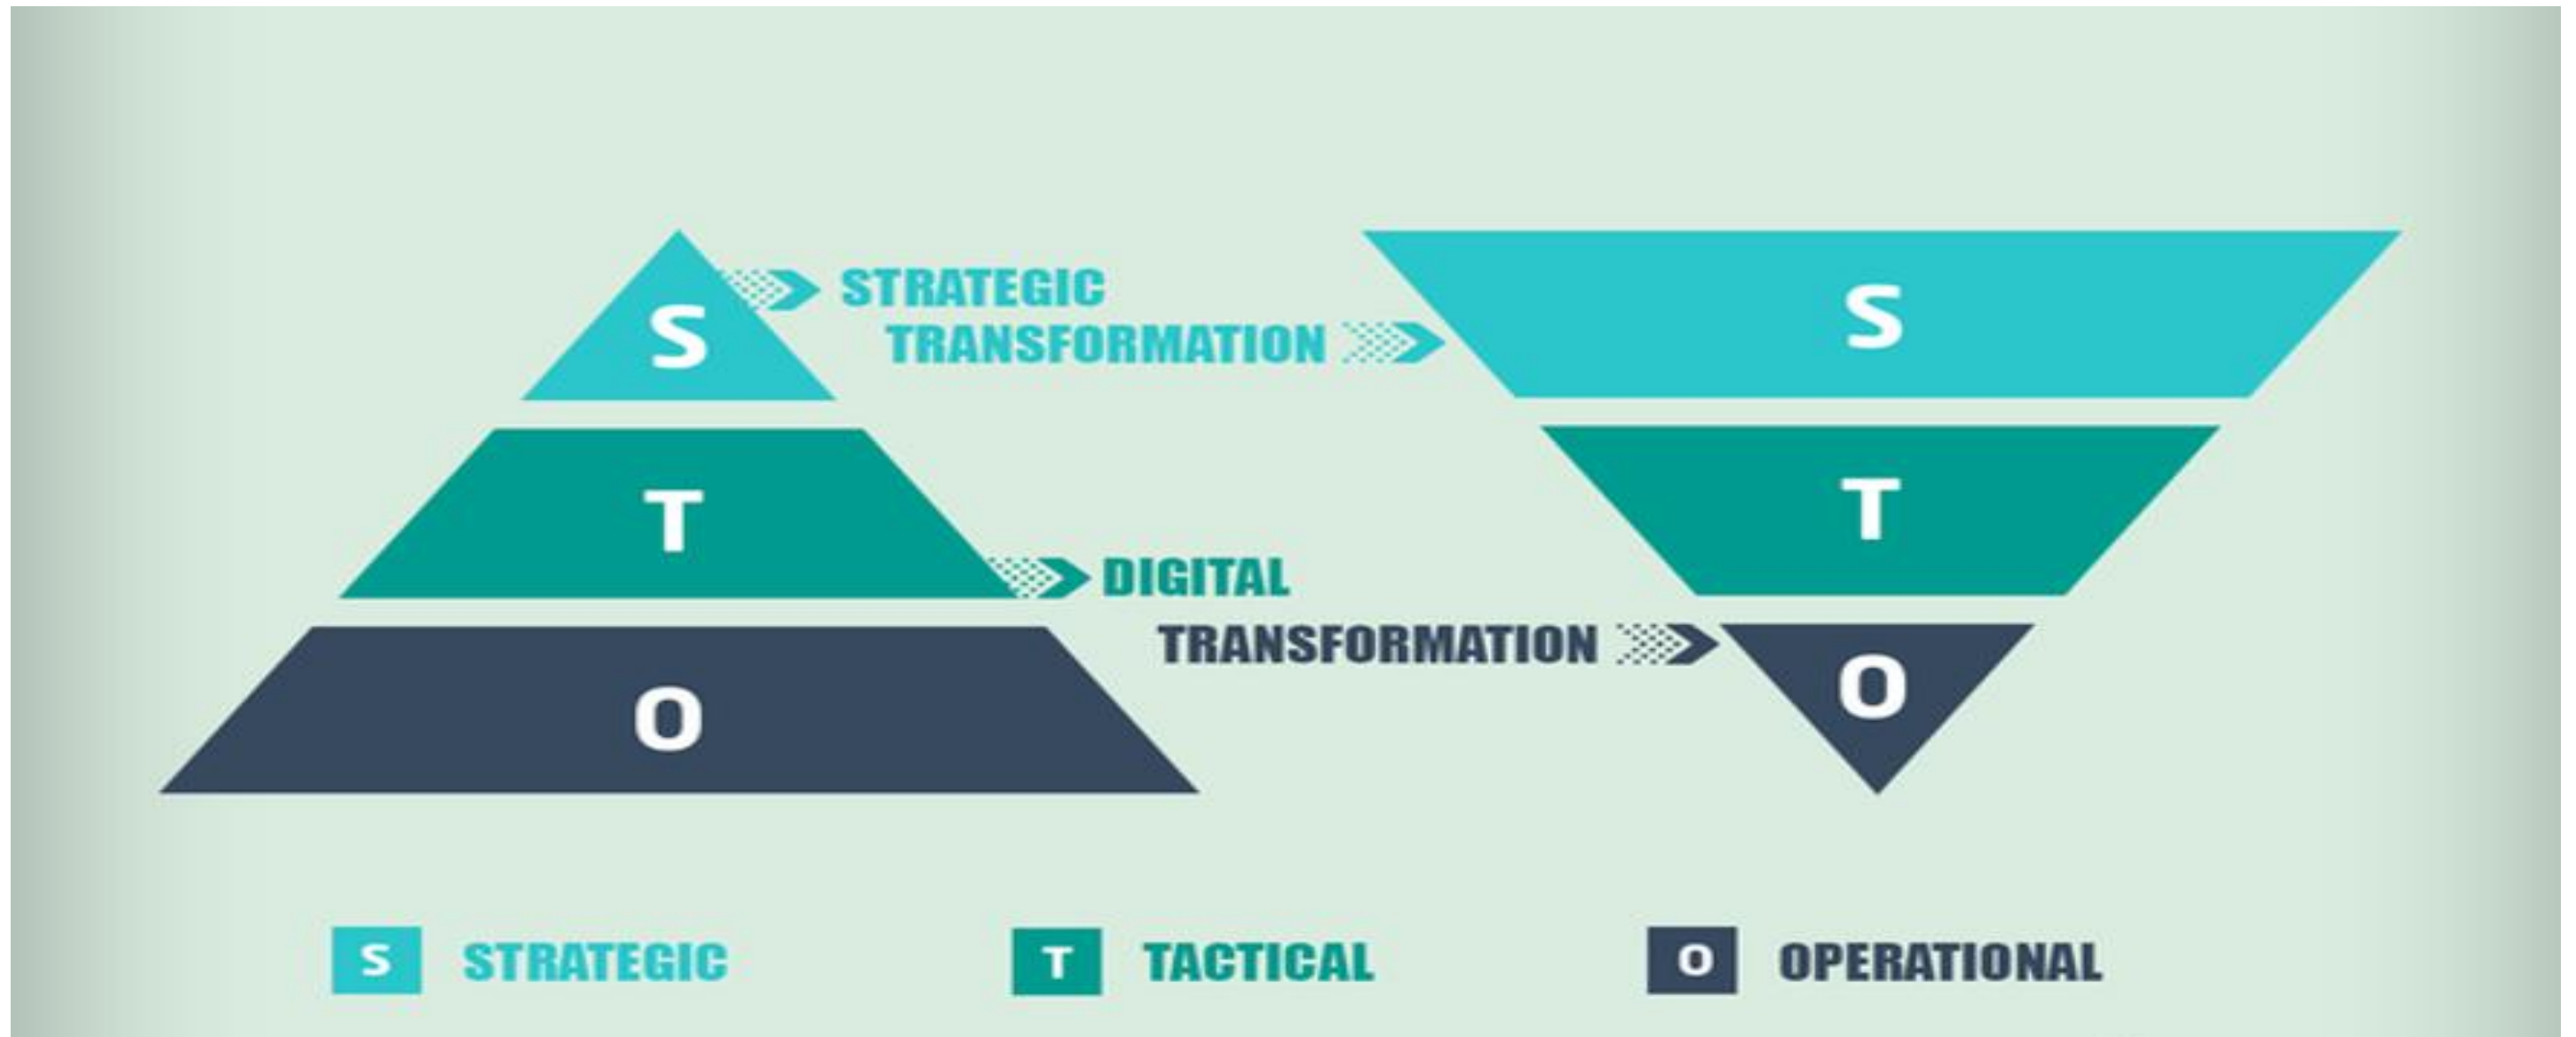 S
STRATEGIC
TRANSFORMATION
S
T
T
DIGITAL
TRANSFORMATION
O
O
S STRATEGIC
T TACTICAL
O OPERATIONAL